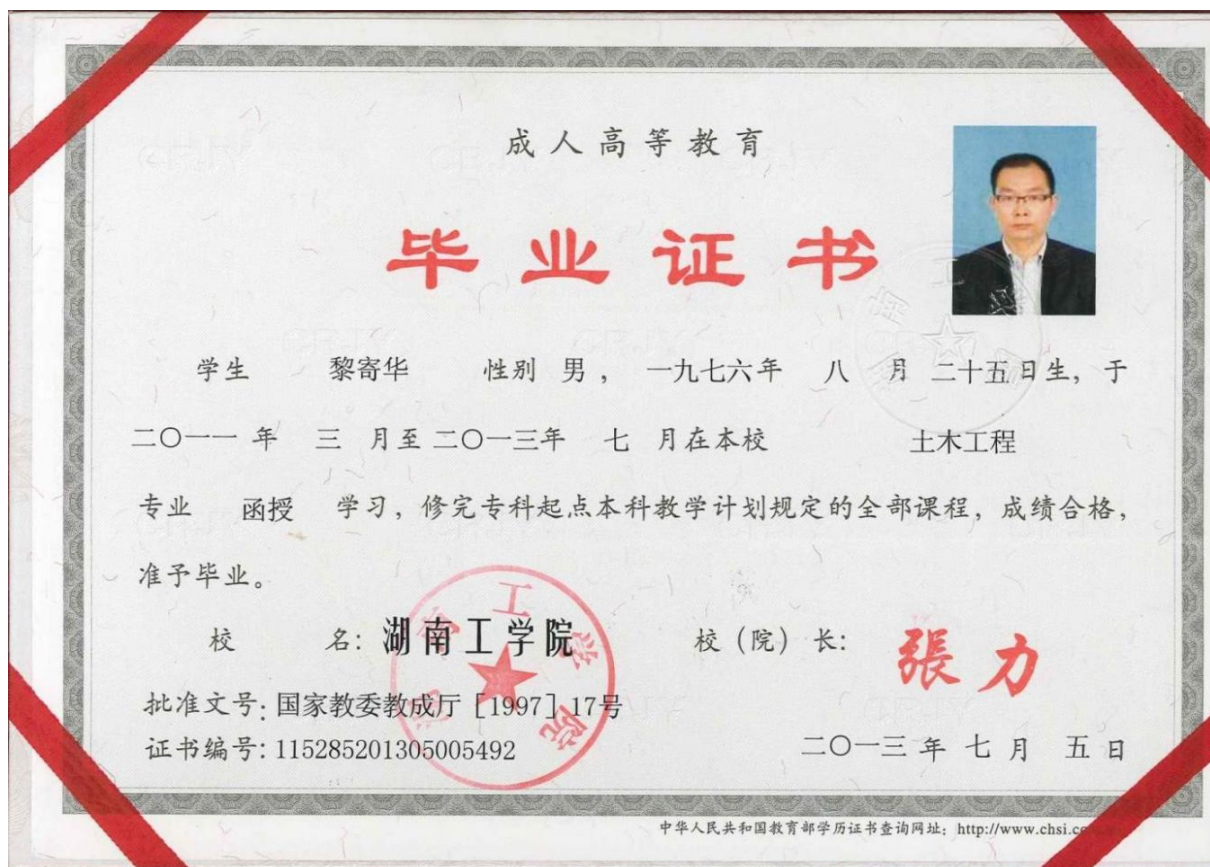 成人高等教育
毕业证书
学生 黎寄华 性别 男， 一九七六年 八 月 二十五日生，于
二〇一一 年 三 月至二〇一三年 七 月在本校 土木工程
专业 函授 学习，修完专科起点本科教学计划规定的全部课程，成绩合格，
准予毕业。
校 名：湖南工学院 校（院）长：張力
批准文号：国家教委教成厅［1997］17号
证书编号：115285201305005492 二〇一三年 七月 五日
湖南工学院
中华人民共和国教育部学历证书查询网址：http://www.chsi.c